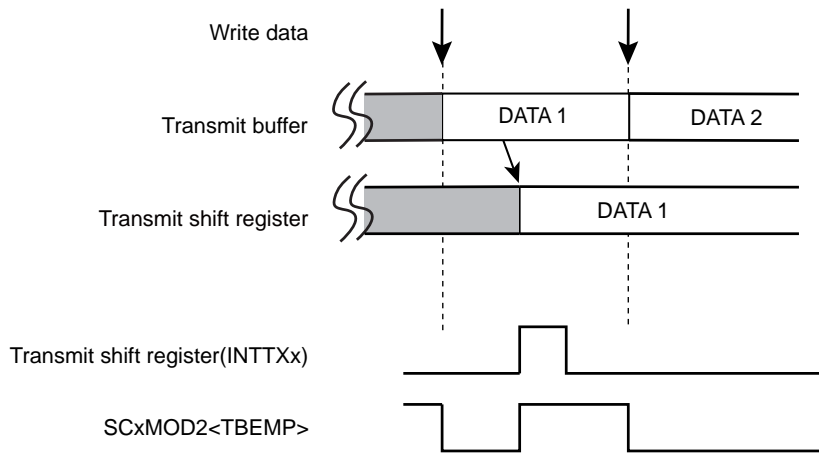 Write data
Transmit buffer
DATA 1
DATA 2
Transmit shift register
DATA 1
Transmit shift register(INTTXx)
SCxMOD2<TBEMP>